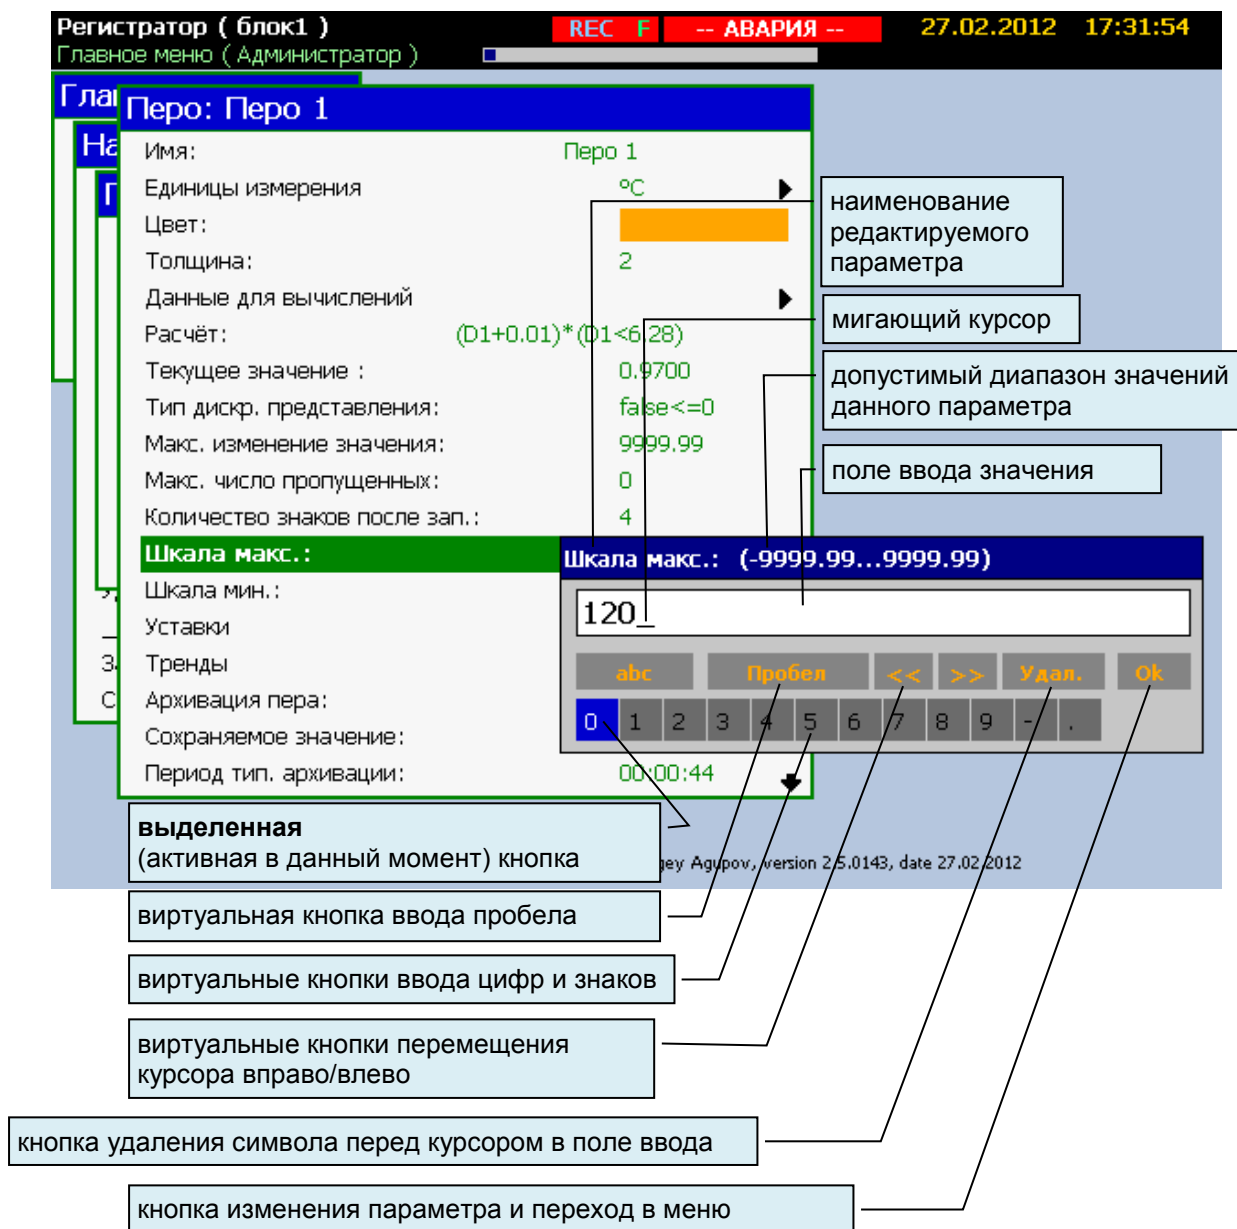 Регистратор ( блок1 ) REC F -- АВАРИЯ -- 27.02.2012 17:31:54
Главное меню ( Администратор )
Перо: Перо 1
Имя: Перо 1
Единицы измерения ºC
Цвет:
Толщина: 2
Данные для вычислений
Расчёт: (D1+0.01)*(D1<6.28)
Текущее значение : 0.9700
Тип дискр. представления: false<=0
Макс. изменение значения: 9999.99
Макс. число пропущенных: 0
Количество знаков после зап.: 4
Шкала макс.:
Шкала мин.:
Уставки
Тренды
Архивация пера:
Сохраняемое значение:
Период тип. архивации: 00:00:44
Шкала макс.: (-9999.99...9999.99)
120_
abc Пробел << >> Удал. Ok
0 1 2 3 4 5 6 7 8 9 - .
наименование
редактируемого
параметра
мигающий курсор
допустимый диапазон значений
данного параметра
поле ввода значения
выделенная
(активная в данный момент) кнопка
Agupov, version 2.5.0143, date 27.02.2012
виртуальная кнопка ввода пробела
виртуальные кнопки ввода цифр и знаков
виртуальные кнопки перемещения
курсора вправо/влево
кнопка удаления символа перед курсором в поле ввода
кнопка изменения параметра и переход в меню